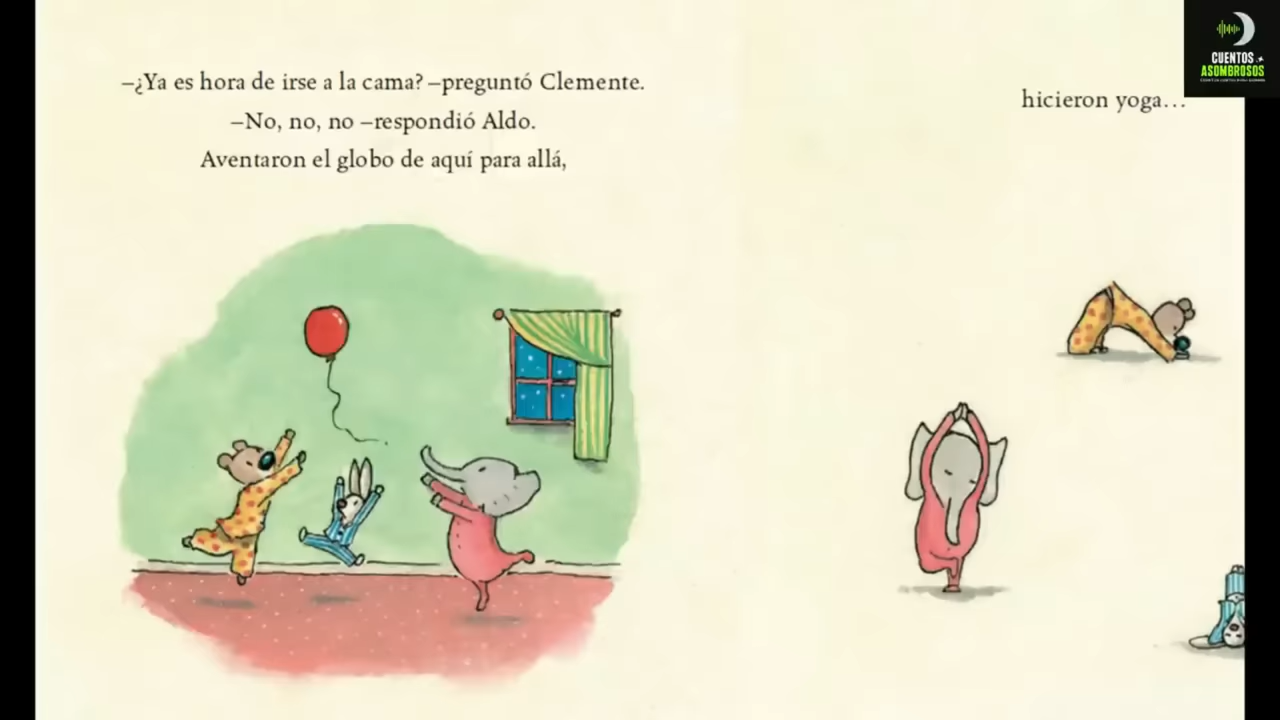 –¿Ya es hora de irse a la cama? –preguntó Clemente.
–No, no, no –respondió Aldo.
Aventaron el globo de aquí para allá,
hicieron yoga...
CUENTOS
ASOMBROSOS